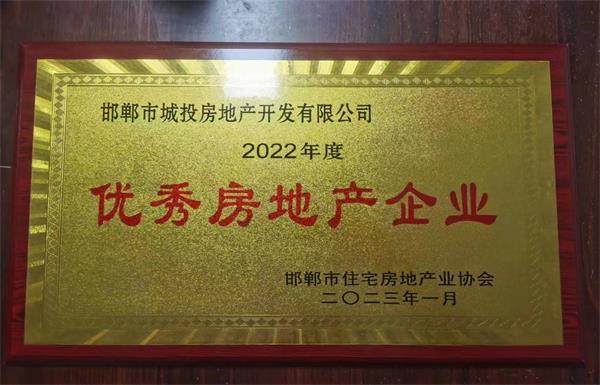 邯郸市城投房地产开发有限公司
2022年度
优秀房地产企业
邯郸市住宅房地产业协会
二〇二三年一月